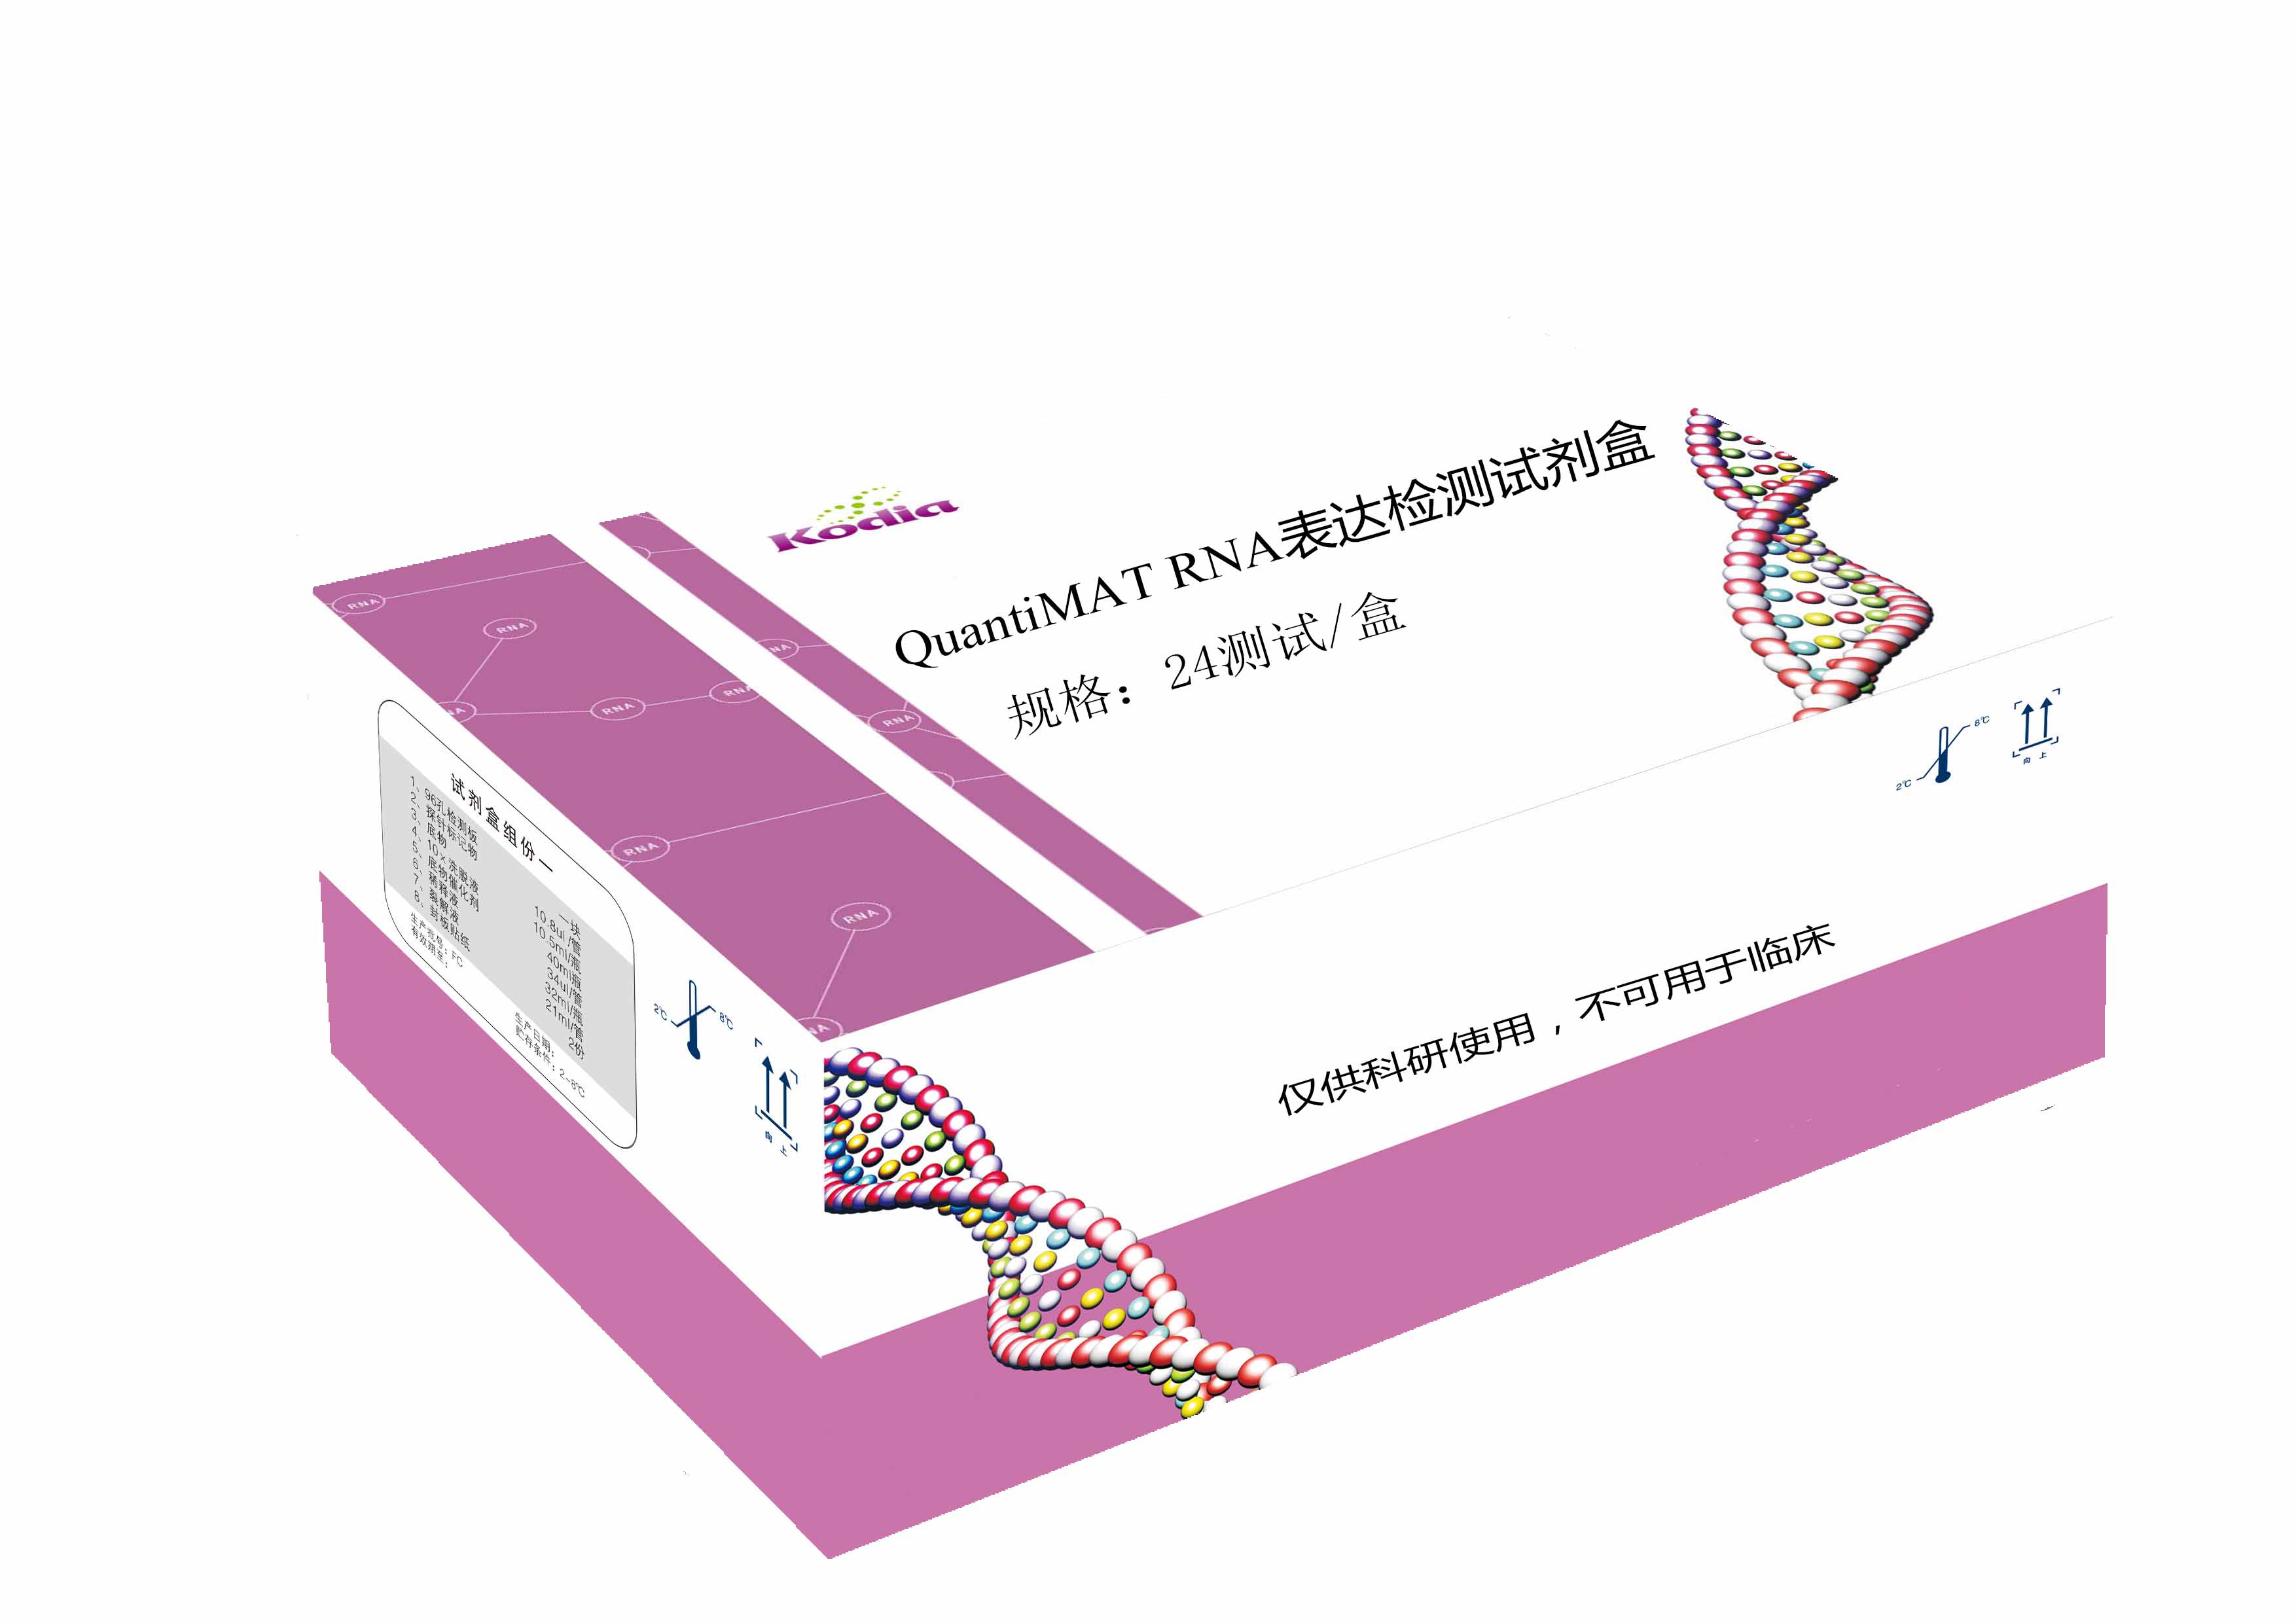 Kodia
QuantiMAT RNA表达检测试剂盒
规格：24测试/盒
RNA
RNA
RNA
RNA
RNA
RNA
RNA
仅供科研使用，不可用于临床
2℃
8℃
向上
试剂盒组份一
1、96孔检测板 一块
2、探针标记物 10.8ul/管
3、底物 10.5ml/瓶
4、10×洗脱液 40ml瓶
5、底物催化剂 34ul/管
6、稀释液 32ml/瓶
7、裂解液 21ml/管
8、封板贴纸 2份
生产批号：FC 生产日期：
有效期至： 贮存条件：2~8℃
2℃
8℃
向上